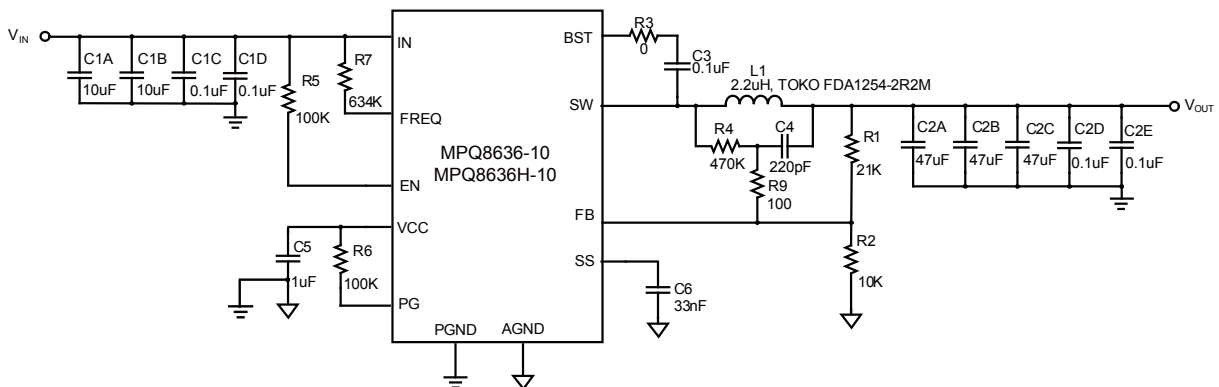 VIN
C1A
10uF
C1B
10uF
C1C
0.1uF
C1D
0.1uF
R5
100K
R7
634K
IN
FREQ
EN
VCC
PG
C5
1uF
R6
100K
MPQ8636-10
MPQ8636H-10
PGND
AGND
BST
SW
FB
SS
R3
0
C3
0.1uF
L1
2.2uH, TOKO FDA1254-2R2M
R4
470K
C4
220pF
R9
100
R1
21K
R2
10K
C6
33nF
C2A
47uF
C2B
47uF
C2C
47uF
C2D
0.1uF
C2E
0.1uF
VOUT